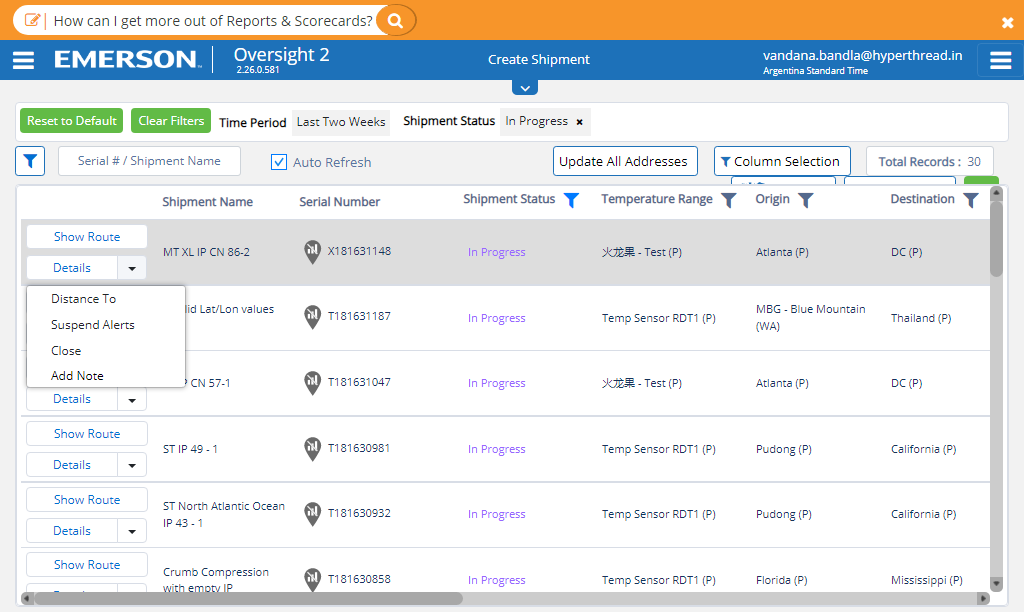 How can I get more out of Reports & Scorecards?
EMERSON
Oversight 2
2.26.0.581
Create Shipment
vandana.bandla@hyperthread.in
Argentina Standard Time
Reset to Default
Clear Filters
Time Period
Last Two Weeks
Shipment Status
In Progress ×
Serial # / Shipment Name
Auto Refresh
Update All Addresses
Column Selection
Total Records : 30
Shipment Name
Serial Number
Shipment Status
Temperature Range
Origin
Destination
Show Route
Details
MT XL IP CN 86-2
X181631148
In Progress
火龙果 - Test (P)
Atlanta (P)
DC (P)
Distance To
Suspend Alerts
Close
Add Note
Lat/Lon values
T181631187
In Progress
Temp Sensor RDT1 (P)
MBG - Blue Mountain
(WA)
Thailand (P)
CN 57-1
T181631047
In Progress
火龙果 - Test (P)
Atlanta (P)
DC (P)
Details
Show Route
Details
ST IP 49 - 1
T181630981
In Progress
Temp Sensor RDT1 (P)
Pudong (P)
California (P)
Show Route
Details
ST North Atlantic Ocean
IP 43 - 1
T181630932
In Progress
Temp Sensor RDT1 (P)
Pudong (P)
California (P)
Show Route
Crumb Compression
with empty IP
T181630858
In Progress
Temp Sensor RDT1 (P)
Florida (P)
Mississippi (P)